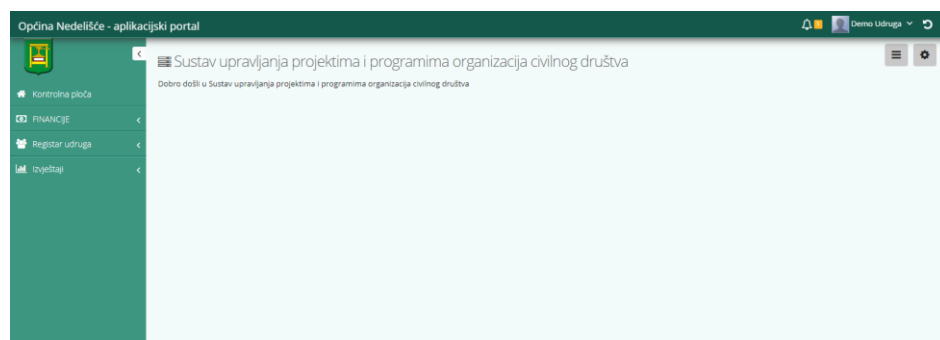 Općina Nedelišće - aplikacijski portal
Demo Udruga
Sustav upravljanja projektima i programima organizacija civilnog društva
Dobro došli u Sustav upravljanja projektima i programima organizacija civilnog društva
Kontrolna ploča
FINANCIJE
Registar udruga
Izvještaji